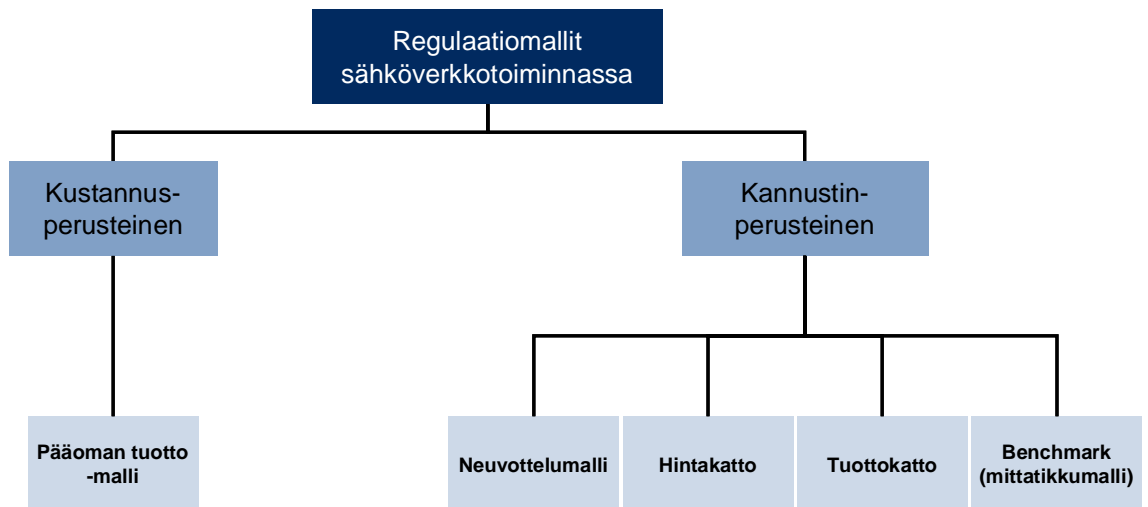 Regulaatiomallit
sähköverkkotoiminnassa
Kustannus-
perusteinen
Kannustin-
perusteinen
Pääoman tuotto
-malli
Neuvottelumalli
Hintakatto
Tuottokatto
Benchmark
(mittatikkumalli)